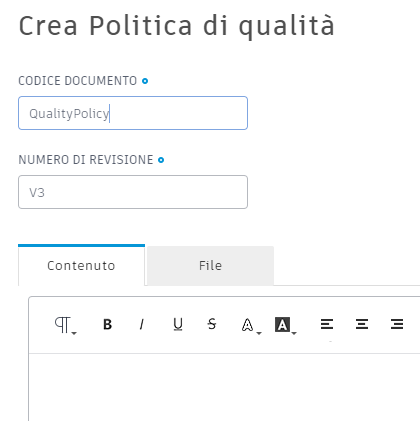 Crea Politica di qualità
CODICE DOCUMENTO
QualityPolicy
NUMERO DI REVISIONE
V3
Contenuto File
B I U S A A